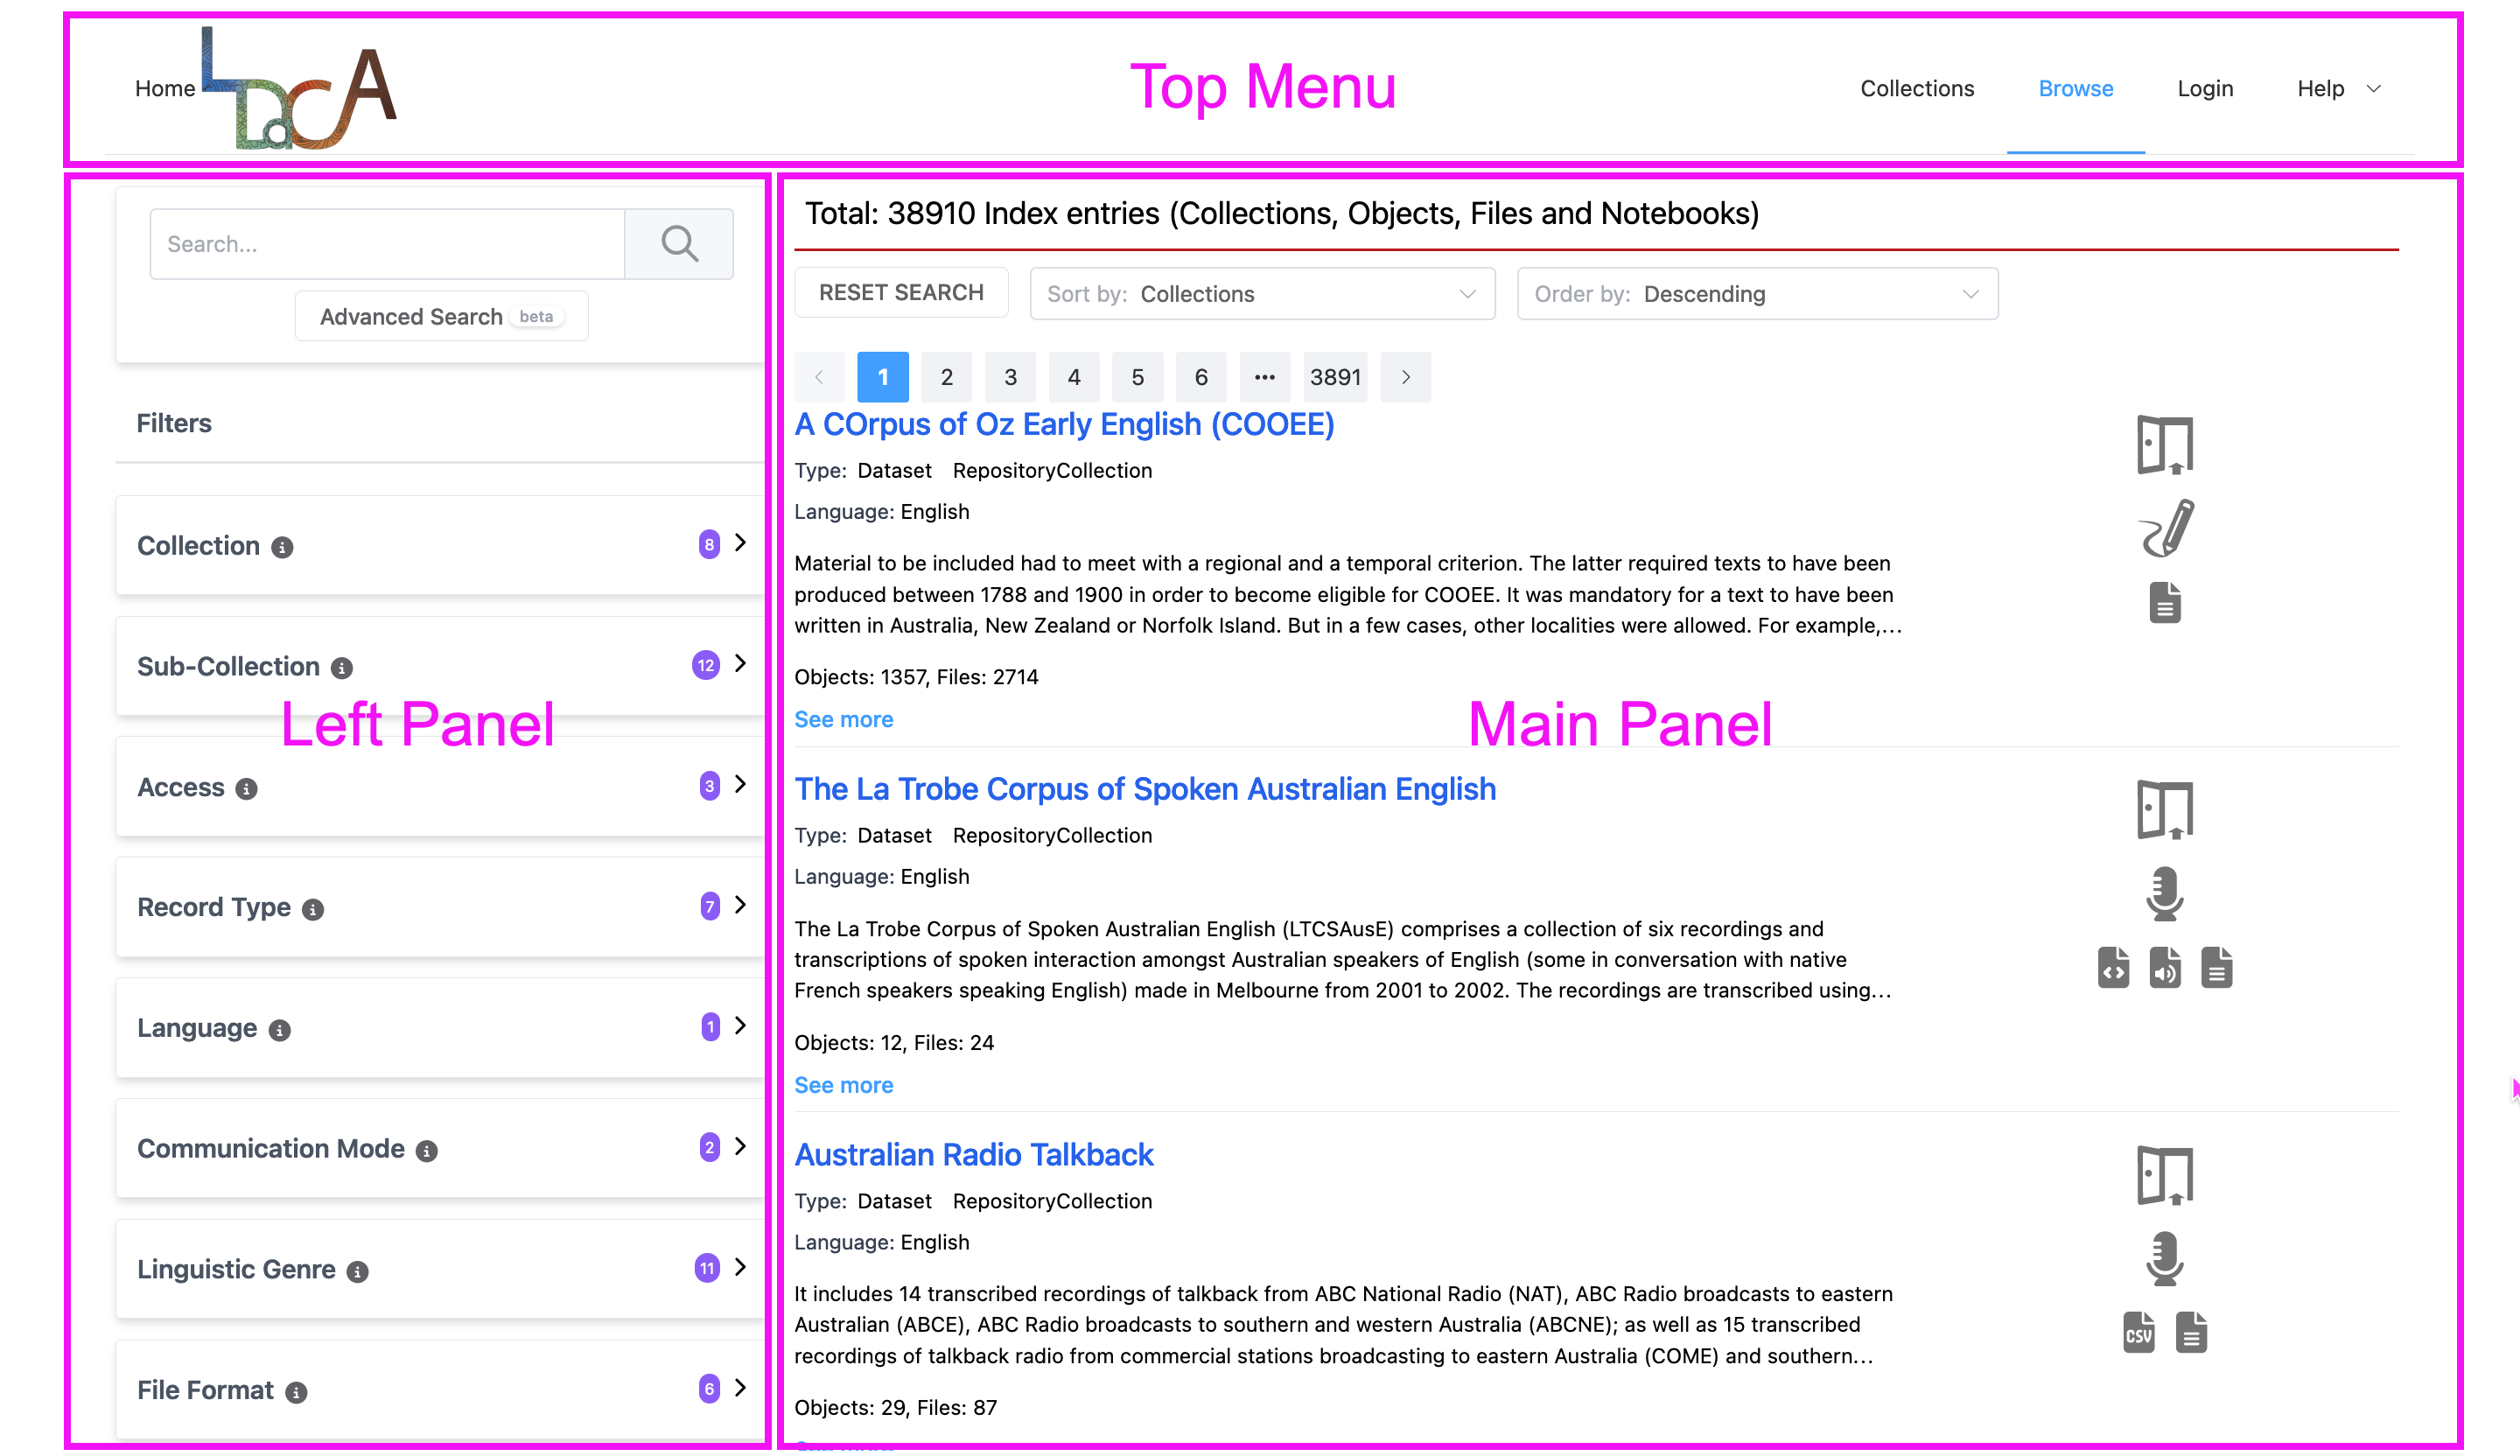 Home LDaCA
Top Menu
Collections Browse Login Help
Search...
Advanced Search beta
Filters
Collection 8
Sub-Collection 12
Left Panel
Access 3
Record Type 7
Language 1
Communication Mode 2
Linguistic Genre 11
File Format 6
Total: 38910 Index entries (Collections, Objects, Files and Notebooks)
RESET SEARCH Sort by: Collections Order by: Descending
1 2 3 4 5 6 ••• 3891
A COrpus of Oz Early English (COOEE)
Type: Dataset RepositoryCollection
Language: English
Material to be included had to meet with a regional and a temporal criterion. The latter required texts to have been
produced between 1788 and 1900 in order to become eligible for COOEE. It was mandatory for a text to have been
written in Australia, New Zealand or Norfolk Island. But in a few cases, other localities were allowed. For example,...
Objects: 1357, Files: 2714
See more
Main Panel
The La Trobe Corpus of Spoken Australian English
Type: Dataset RepositoryCollection
Language: English
The La Trobe Corpus of Spoken Australian English (LTCSAusE) comprises a collection of six recordings and
transcriptions of spoken interaction amongst Australian speakers of English (some in conversation with native
French speakers speaking English) made in Melbourne from 2001 to 2002. The recordings are transcribed using...
Objects: 12, Files: 24
See more
Australian Radio Talkback
Type: Dataset RepositoryCollection
Language: English
It includes 14 transcribed recordings of talkback from ABC National Radio (NAT), ABC Radio broadcasts to eastern
Australian (ABCE), ABC Radio broadcasts to southern and western Australia (ABCNE); as well as 15 transcribed
recordings of talkback radio from commercial stations broadcasting to eastern Australia (COME) and southern...
CSV
Objects: 29, Files: 87